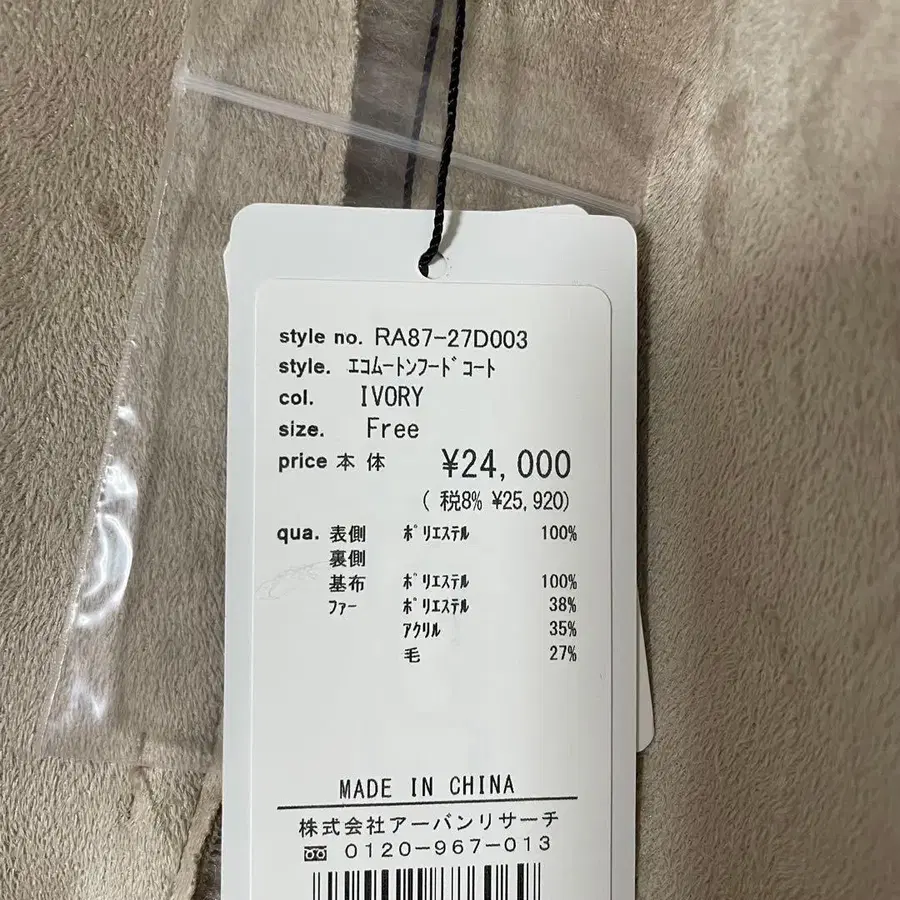 style no. RA87-27D003
style. ｴｺﾑｰﾄﾝﾌｰﾄﾞｺｰﾄ
col. IVORY
size. Free
price 本 体 ¥24,000
( 税8% ¥25,920)
qua. 表側 ﾎﾟﾘｴｽﾃﾙ 100%
裏側
基布 ﾎﾟﾘｴｽﾃﾙ 100%
ﾌｧｰ ﾎﾟﾘｴｽﾃﾙ 38%
ｱｸﾘﾙ 35%
毛 27%
MADE IN CHINA
株式会社アーバンリサーチ
0120-967-013